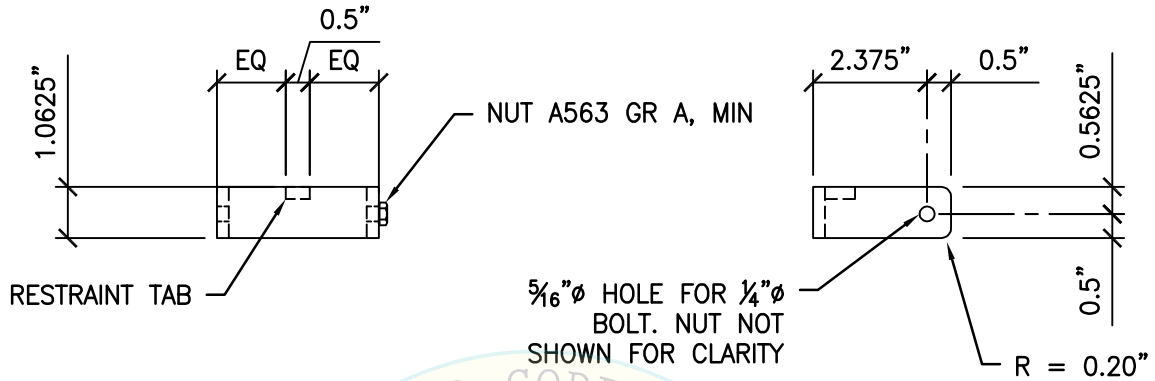 0.5"
EQ
EQ
1.0625"
NUT A563 GR A, MIN
RESTRAINT TAB
2.375"
0.5"
0.5625"
0.5"
5/16"ø HOLE FOR 1/4"ø
BOLT. NUT NOT
SHOWN FOR CLARITY
R = 0.20"